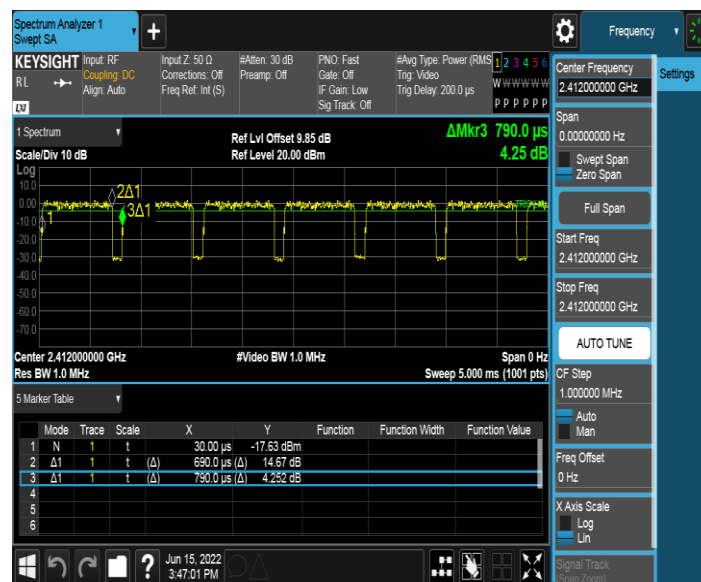 Spectrum Analyzer 1
Swept SA
+
Frequency
KEYSIGHT
RL
LXI
Input: RF
Coupling: DC
Align: Auto
Input Z: 50 Ω
Corrections: Off
Freq Ref: Int (S)
#Atten: 30 dB
Preamp: Off
PNO: Fast
Gate: Off
IF Gain: Low
Sig Track: Off
#Avg Type: Power (RMS
Trig: Video
Trig Delay: 200.0 µs
1 2 3 4 5 6
W W W W W W
P P P P P P
Settings
1 Spectrum
Scale/Div 10 dB
Ref Lvl Offset 9.85 dB
Ref Level 20.00 dBm
ΔMkr3 790.0 µs
4.25 dB
Log
10.0
0.00
-10.0
-20.0
-30.0
-40.0
-50.0
-60.0
-70.0
1
2Δ1
3Δ1
Center 2.412000000 GHz
Res BW 1.0 MHz
#Video BW 1.0 MHz
Span 0 Hz
Sweep 5.000 ms (1001 pts)
5 Marker Table
Mode Trace Scale X Y Function Function Width Function Value
1 N 1 t 30.00 µs -17.63 dBm
2 Δ1 1 t (Δ) 690.0 µs (Δ) 14.67 dB
3 Δ1 1 t (Δ) 790.0 µs (Δ) 4.252 dB
4
5
6
Center Frequency
2.412000000 GHz
Span
0.00000000 Hz
Swept Span
Zero Span
Full Span
Start Freq
2.412000000 GHz
Stop Freq
2.412000000 GHz
AUTO TUNE
CF Step
1.000000 MHz
Auto
Man
Freq Offset
0 Hz
X Axis Scale
Log
Lin
Signal Track
(Span Zoom)
?
Jun 15, 2022
3:47:01 PM